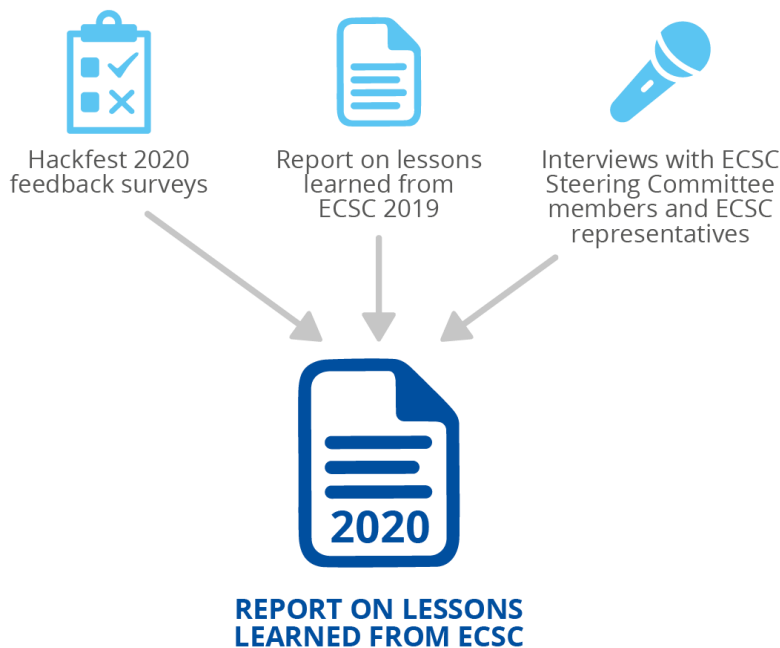 Hackfest 2020
feedback surveys
Report on lessons
learned from
ECSC 2019
Interviews with ECSC
Steering Committee
members and ECSC
representatives
2020
REPORT ON LESSONS
LEARNED FROM ECSC